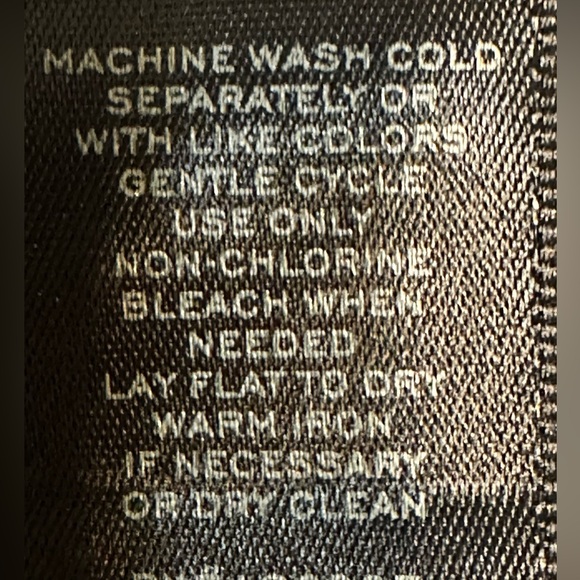 MACHINE WASH COLD
SEPARATELY OR
WITH LIKE COLORS
GENTLE CYCLE
USE ONLY
NON-CHLORINE
BLEACH WHEN
NEEDED
LAY FLAT TO DRY
WARM IRON
IF NECESSARY
OR DRY CLEAN